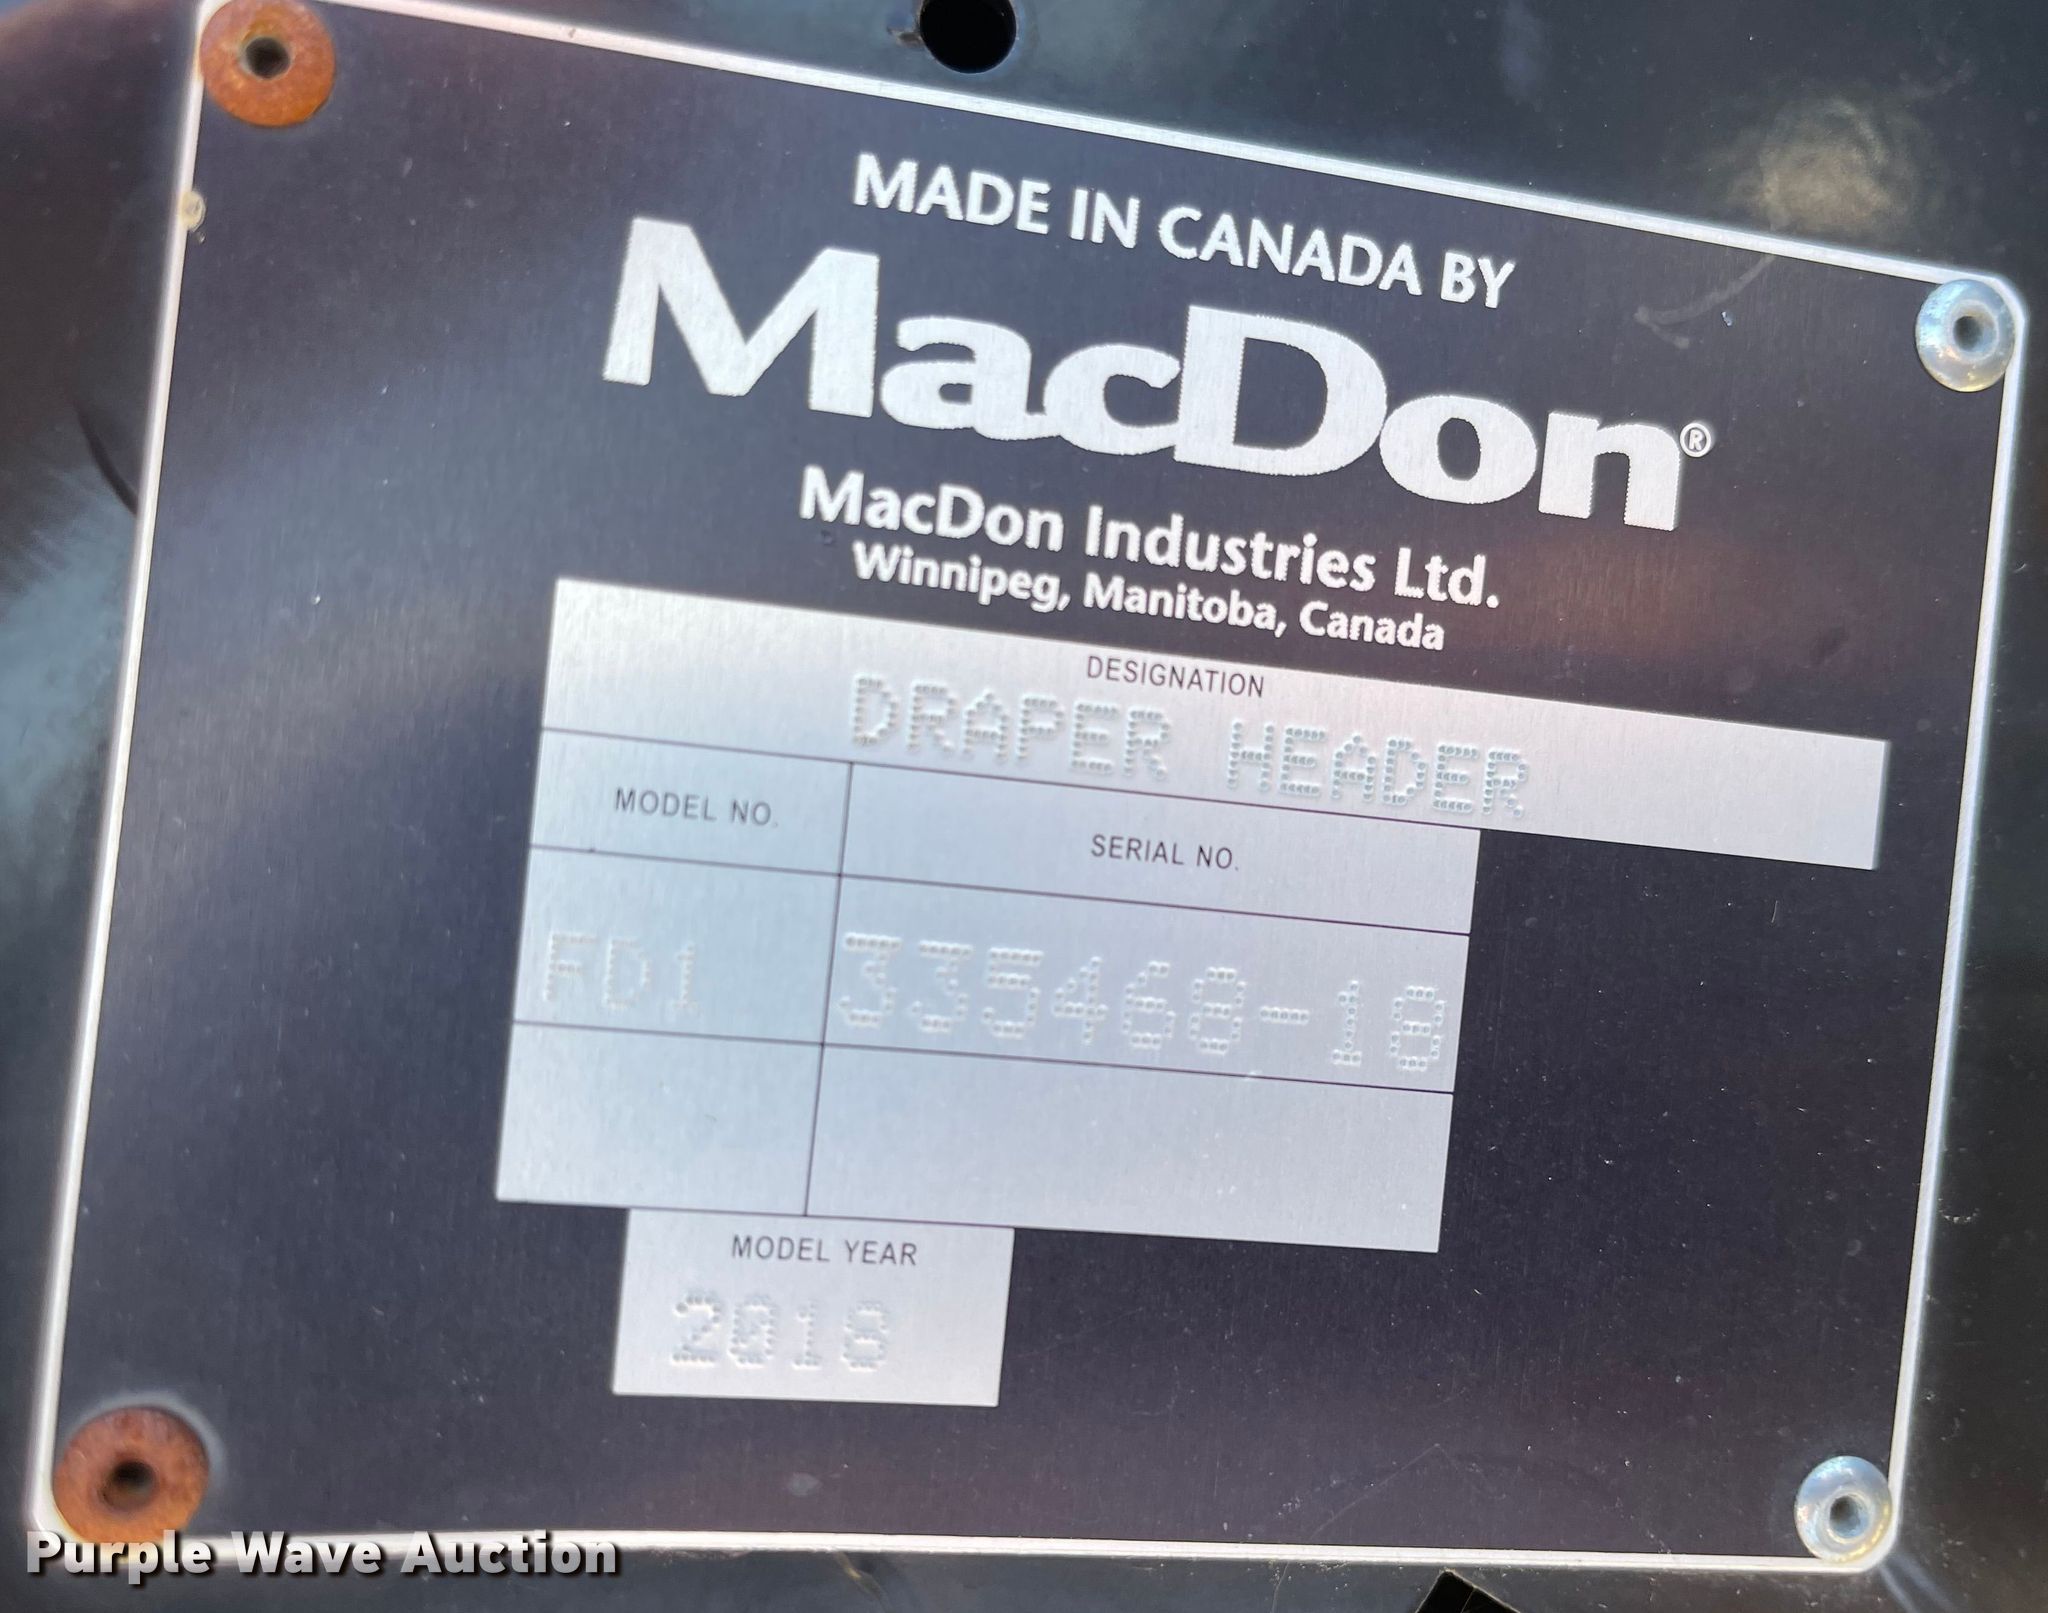 MADE IN CANADA BY
MacDon®
MacDon Industries Ltd.
Winnipeg, Manitoba, Canada
DESIGNATION
DRAPER HEADER
MODEL NO. SERIAL NO.
FD1 335468-18
MODEL YEAR
2018
Purple Wave Auction